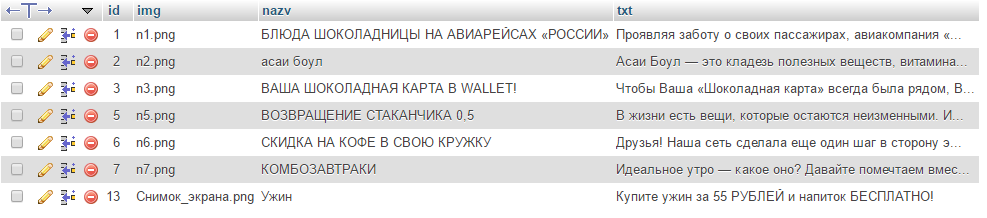 id img nazv txt
1 n1.png БЛЮДА ШОКОЛАДНИЦЫ НА АВИАРЕЙСАХ «РОССИИ» Проявляя заботу о своих пассажирах, авиакомпания «...
2 n2.png асаи боул Асаи Боул — это кладезь полезных веществ, витамина...
3 n3.png ВАША ШОКОЛАДНАЯ КАРТА В WALLET! Чтобы Ваша «Шоколадная карта» всегда была рядом, В...
5 n5.png ВОЗВРАЩЕНИЕ СТАКАНЧИКА 0,5 В жизни есть вещи, которые остаются неизменными. И...
6 n6.png СКИДКА НА КОФЕ В СВОЮ КРУЖКУ Друзья! Наша сеть сделала еще один шаг в сторону э...
7 n7.png КОМБОЗАВТРАКИ Идеальное утро — какое оно? Давайте помечтаем вмес...
13 Снимок_экрана.png Ужин Купите ужин за 55 РУБЛЕЙ и напиток БЕСПЛАТНО!